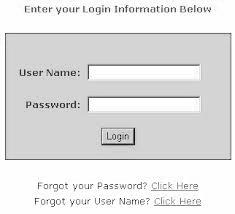 Enter your Login Information Below
User Name:
Password:
Login
Forgot your Password? Click Here
Forgot your User Name? Click Here